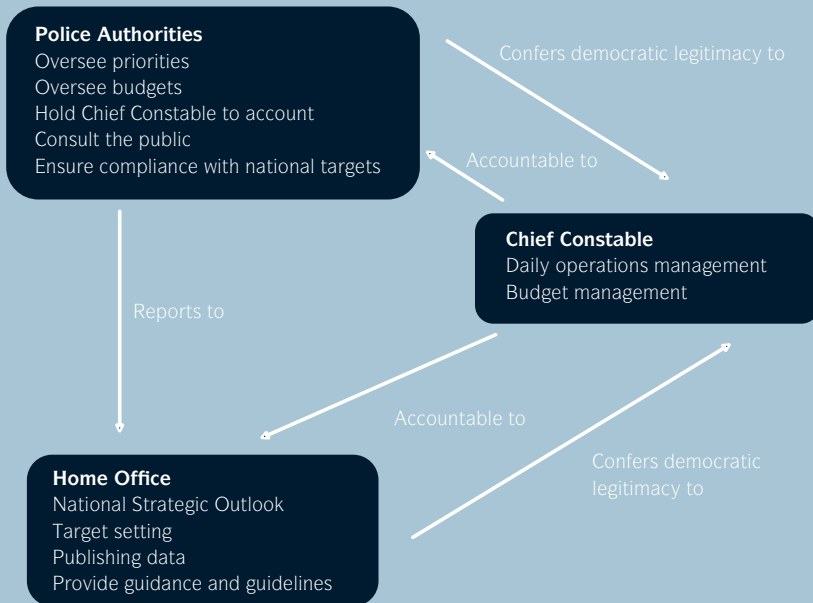 Police Authorities
Oversee priorities
Oversee budgets
Hold Chief Constable to account
Consult the public
Ensure compliance with national targets
Confers democratic legitimacy to
Accountable to
Chief Constable
Daily operations management
Budget management
Reports to
Accountable to
Confers democratic
legitimacy to
Home Office
National Strategic Outlook
Target setting
Publishing data
Provide guidance and guidelines